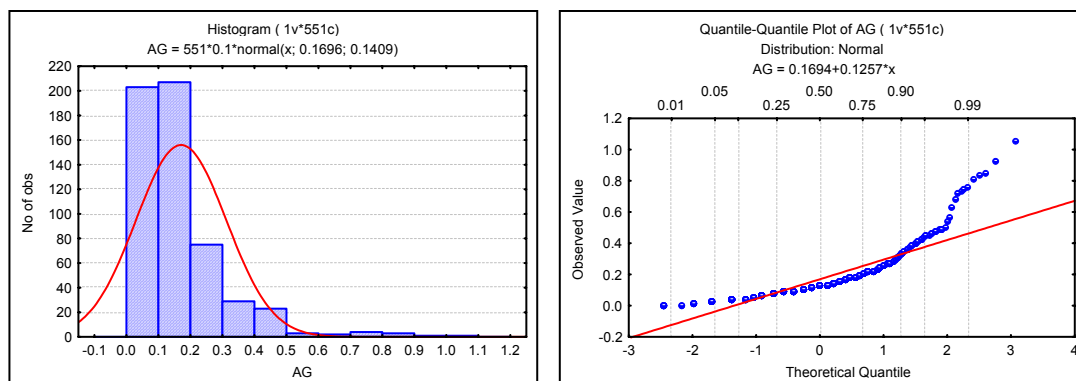 Histogram ( 1v*551c)
AG = 551*0.1*normal(x; 0.1696; 0.1409)
220
200
180
160
140
120
100
80
60
40
20
0
No of obs
-0.1 0.0 0.1 0.2 0.3 0.4 0.5 0.6 0.7 0.8 0.9 1.0 1.1 1.2
AG
Quantile-Quantile Plot of AG ( 1v*551c)
Distribution: Normal
AG = 0.1694+0.1257*x
0.01 0.05 0.25 0.50 0.75 0.90 0.99
1.2
1.0
0.8
0.6
0.4
0.2
0.0
-0.2
Observed Value
-3 -2 -1 0 1 2 3 4
Theoretical Quantile